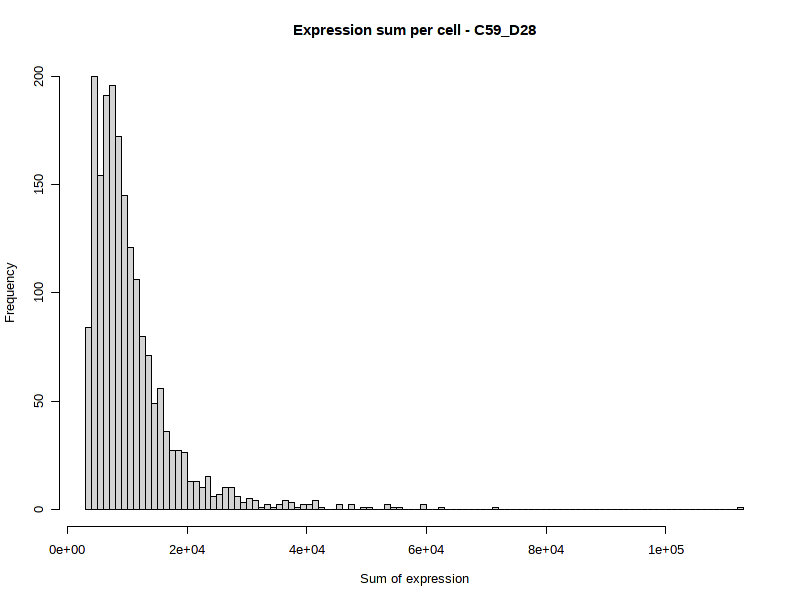 Expression sum per cell - C59_D28
200
150
100
50
0
Frequency
0e+00 2e+04 4e+04 6e+04 8e+04 1e+05
Sum of expression